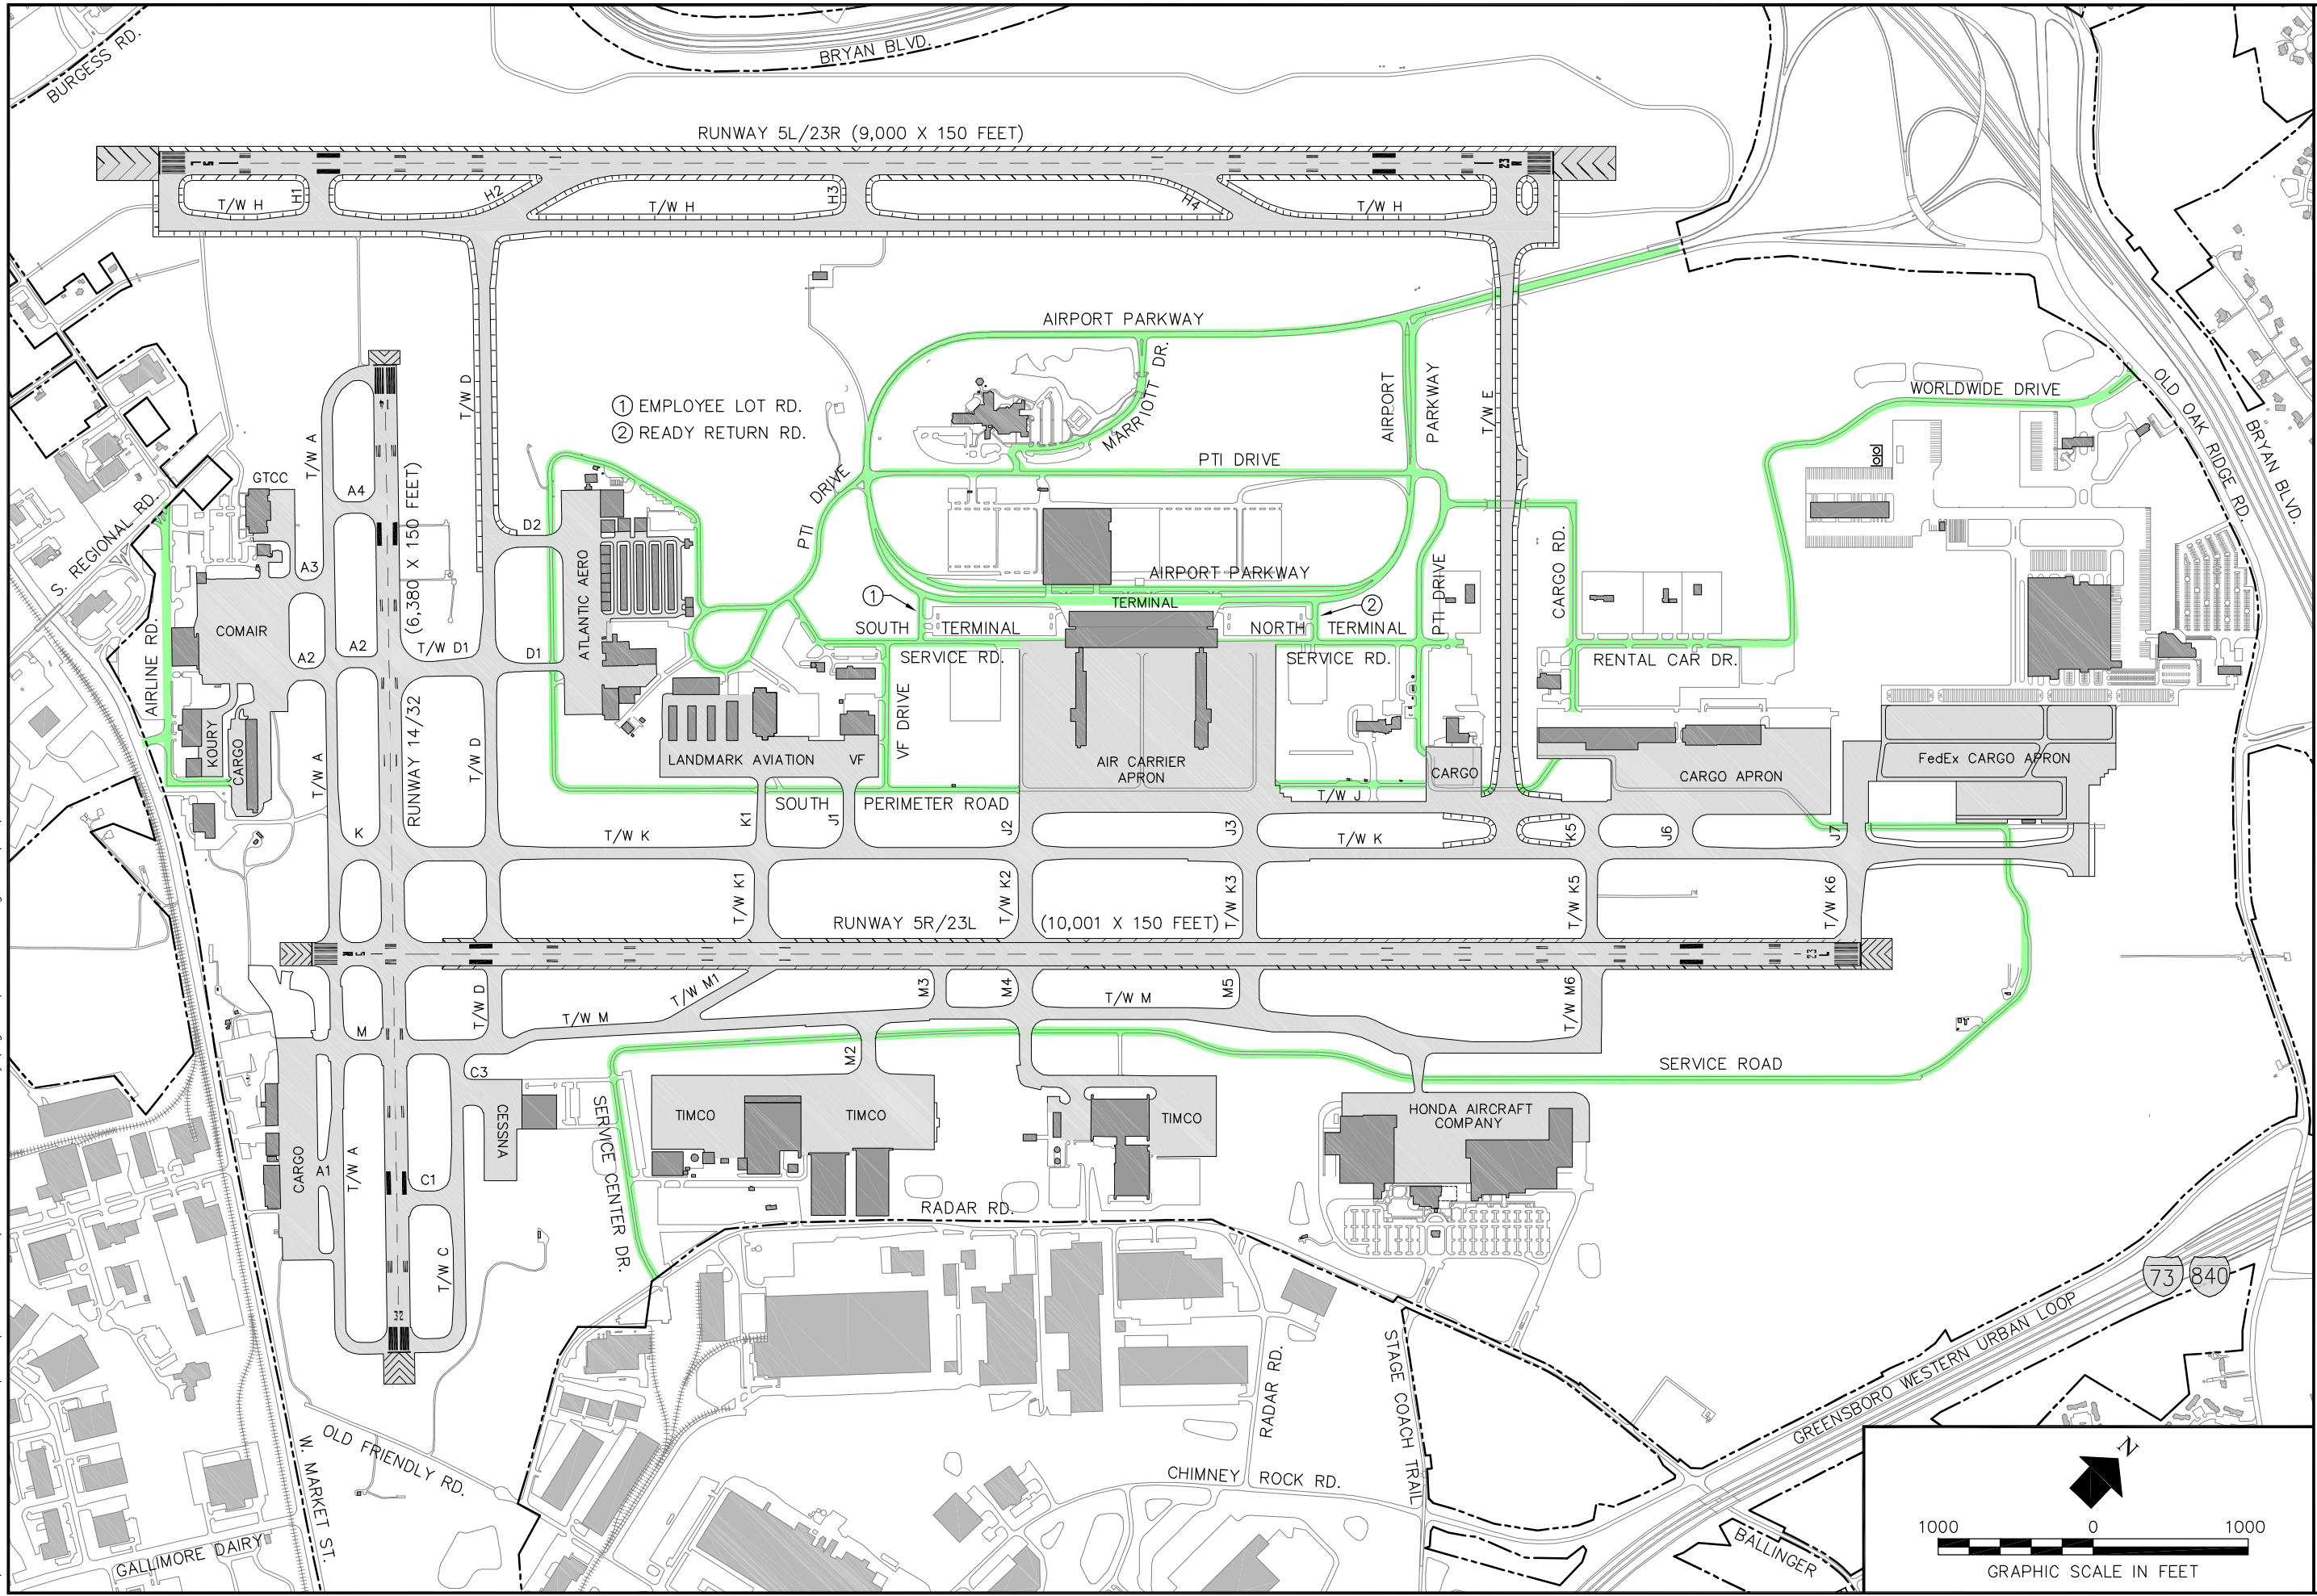 BURGESS RD.
BRYAN BLVD.
RUNWAY 5L/23R (9,000 X 150 FEET)
5
L
23
R
T/W H
H1
H2
T/W H
H3
H4
T/W H
AIRPORT PARKWAY
MARRIOTT DR.
AIRPORT
PARKWAY
T/W E
WORLDWIDE DRIVE
OLD OAK RIDGE RD.
BRYAN BLVD.
T/W D
① EMPLOYEE LOT RD.
② READY RETURN RD.
T/W A
14
GTCC
A4
(6,380 X 150 FEET)
PTI DRIVE
PTI DRIVE
S. REGIONAL RD.
D2
A3
ATLANTIC AERO
AIRPORT PARKWAY
PTI DRIVE
CARGO RD.
①
②
TERMINAL
AIRLINE RD.
COMAIR
A2
A2
T/W D1
D1
SOUTH
TERMINAL
SERVICE RD.
NORTH
TERMINAL
SERVICE RD.
RENTAL CAR DR.
KOURY
CARGO
T/W A
RUNWAY 14/32
T/W D
LANDMARK AVIATION
VF
VF DRIVE
AIR CARRIER
APRON
CARGO
CARGO APRON
FedEx CARGO APRON
SOUTH
PERIMETER ROAD
T/W J
K
T/W K
K1
J1
J2
J3
T/W K
K5
J6
J7
T/W K1
T/W K2
T/W K3
T/W K5
T/W K6
RUNWAY 5R/23L
(10,001 X 150 FEET)
5
R
23
L
T/W D
T/W M1
M3
M4
T/W M
M5
T/W M6
M
T/W M
M2
SERVICE ROAD
C3
CESSNA
SERVICE CENTER DR.
TIMCO
TIMCO
TIMCO
HONDA AIRCRAFT
COMPANY
CARGO
A1
T/W A
C1
RADAR RD.
T/W C
32
73
840
GREENSBORO WESTERN URBAN LOOP
RADAR RD.
STAGE COACH TRAIL
OLD FRIENDLY RD.
W. MARKET ST.
CHIMNEY ROCK RD.
GALLIMORE DAIRY
BALLINGER
N
1000
0
1000
GRAPHIC SCALE IN FEET